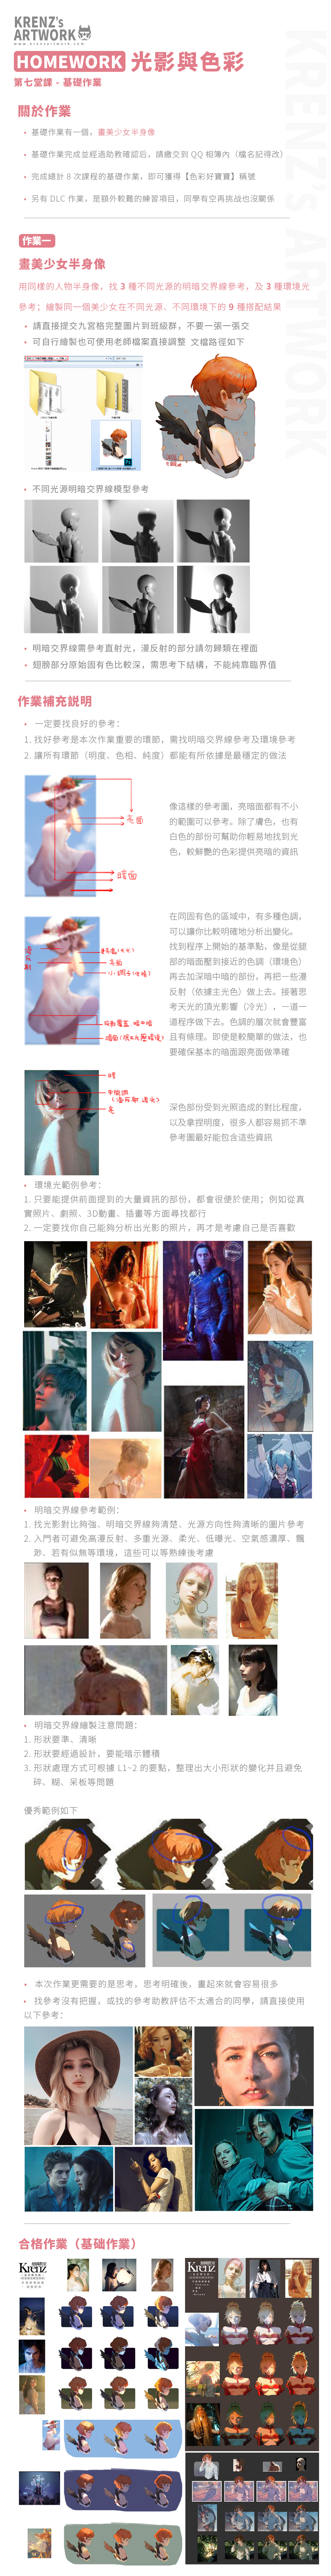 KRENZ's
ARTWORK
www.krenzartwork.com
HOMEWORK 光影與色彩
第七堂課 - 基礎作業
KRENZ's ARTWORK
關於作業
• 基礎作業有一個，畫美少女半身像
• 基礎作業完成並經過助教確認后，請繳交到 QQ 相簿內（檔名記得改）
• 完成總計 8 次課程的基礎作業，即可獲得【色彩好寶寶】稱號
• 另有 DLC 作業，是額外較難的練習項目，同學有空再挑战也沒關係
作業一
畫美少女半身像
用同樣的人物半身像，找 3 種不同光源的明暗交界線參考，及 3 種環境光
參考；繪製同一個美少女在不同光源、不同環境下的 9 種搭配結果
• 請直接提交九宮格完整圖片到班級群，不要一張一張交
• 可自行繪製也可使用老師檔案直接調整 文檔路徑如下
• 不同光源明暗交界線模型參考
• 明暗交界線需參考直射光，漫反射的部分請勿歸類在裡面
• 翅膀部分原始固有色比較深，需思考下結構，不能純靠臨界值
作業補充說明
• 一定要找良好的參考：
1. 找好參考是本次作業重要的環節，需找明暗交界線參考及環境參考
2. 讓所有環節（明度、色相、純度）都能有所依據是最穩定的做法
亮面
暗面
像這樣的參考圖，亮暗面都有不小
的範圍可以參考。除了膚色，也有
白色的部份可幫助你輕易地找到光
色，較鮮艷的色彩提供亮暗的資訊
在同固有色的區域中，有多種色調，
可以讓你比較明確地分析出變化。
找到程序上開始的基準點，像是從腿
部的暗面壓到接近的色調（環境色）
再去加深暗中暗的部份，再把一些漫
反射（依據主光色）做上去。接著思
考天光的頂光影響（冷光），一道一
道程序做下去。色調的層次就會豐富
且有條理。即使是較簡單的做法，也
要確保基本的暗面跟亮面做準確
暗
亮
深色部份受到光照造成的對比程度，
以及拿捏明度，很多人都容易抓不準
參考圖最好能包含這些資訊
• 環境光範例參考：
1. 只要能提供前面提到的大量資訊的部份，都會很便於使用；例如從真
實照片、劇照、3D動畫、插畫等方面尋找都行
2. 一定要找你自己能夠分析出光影的照片，再才是考慮自己是否喜歡
• 明暗交界線參考範例：
1. 找光影對比夠強、明暗交界線夠清楚、光源方向性夠清晰的圖片參考
2. 入門者可避免高漫反射、多重光源、柔光、低曝光、空氣感濃厚、飄
渺、若有似無等環境，這些可以等熟練後考慮
• 明暗交界線繪製注意問題：
1. 形狀要準、清晰
2. 形狀要經過設計，要能暗示體積
3. 形狀處理方式可根據 L1~2 的要點，整理出大小形狀的變化并且避免
碎、糊、呆板等問題
優秀範例如下
• 本次作業更需要的是思考，思考明確後，畫起來就會容易很多
• 找參考沒有把握，或找的參考助教評估不太適合的同學，請直接使用
以下參考：
合格作業（基礎作業）
KRENZ
KRENZ